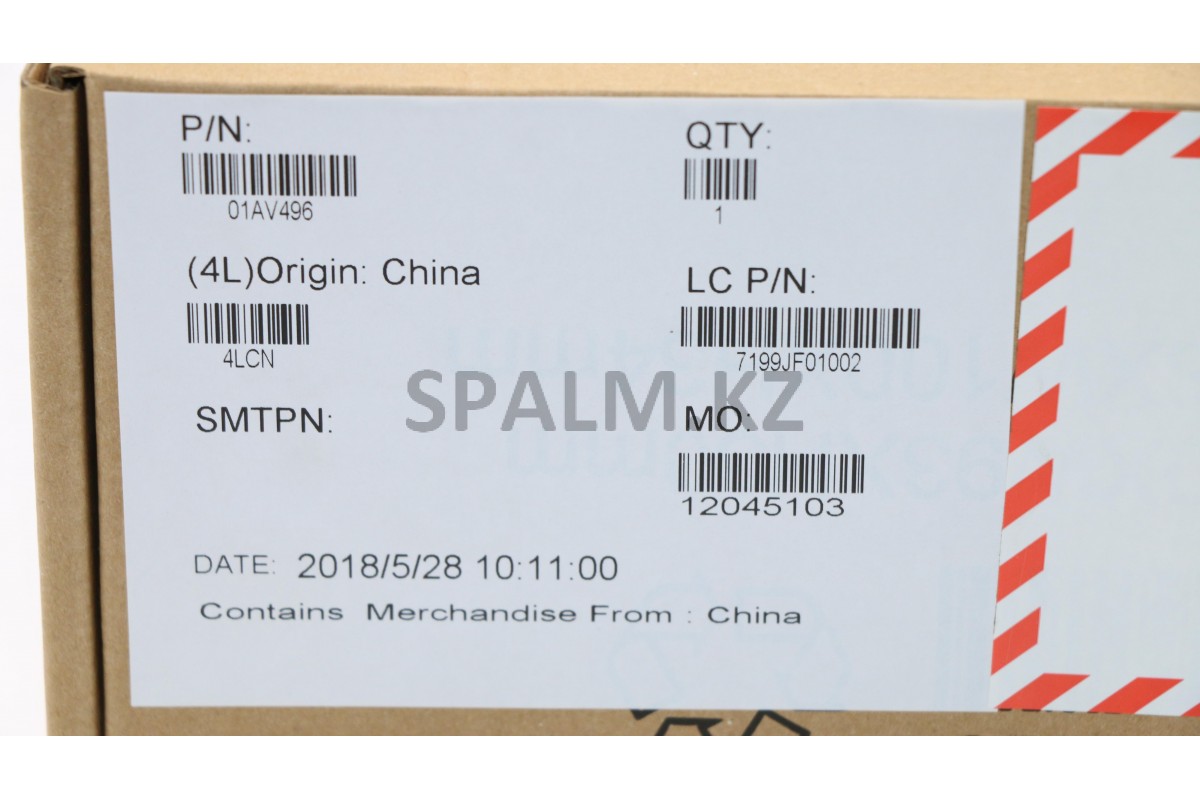 P/N:
01AV496
QTY:
1
(4L)Origin: China
4LCN
LC P/N:
7199JF01002
SPALM.KZ
SMTPN:
MO:
12045103
DATE: 2018/5/28 10:11:00
Contains Merchandise From : China